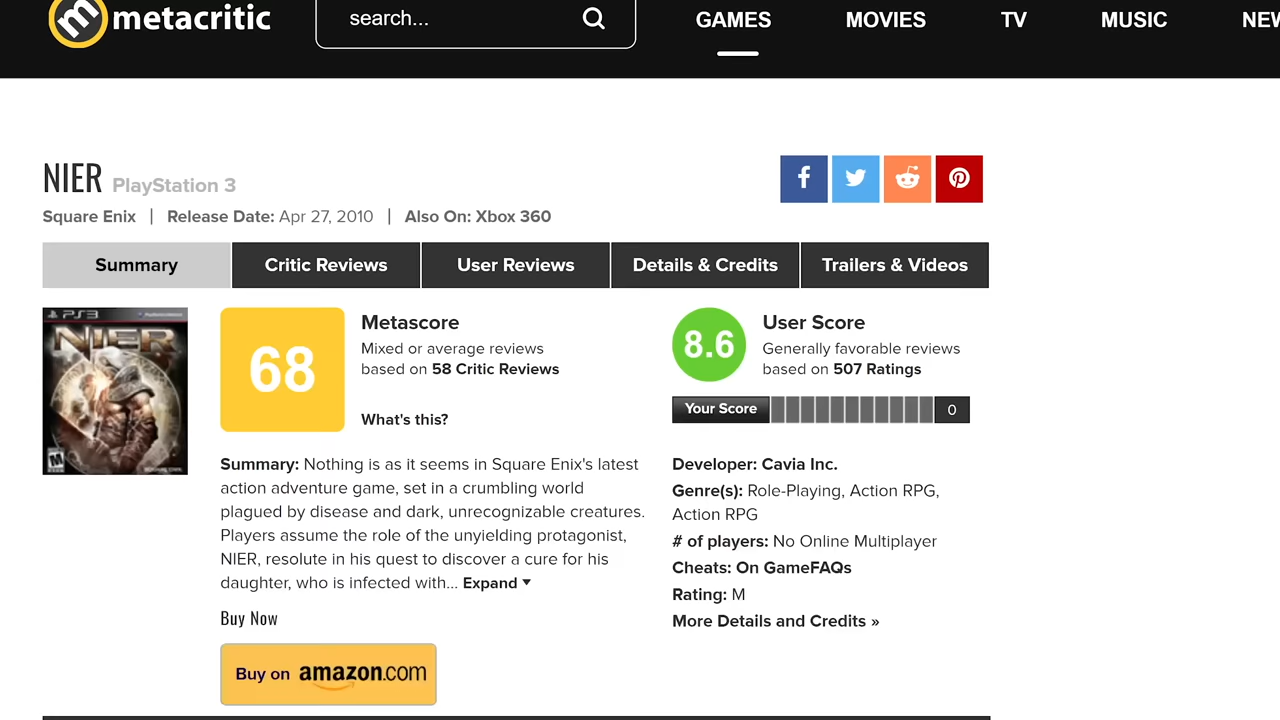 metacritic
search...
GAMES
MOVIES
TV
MUSIC
NEW
NIER PlayStation 3
Square Enix | Release Date: Apr 27, 2010 | Also On: Xbox 360
Summary
Critic Reviews
User Reviews
Details & Credits
Trailers & Videos
PS3
NIER
68
Metascore
Mixed or average reviews
based on 58 Critic Reviews
What's this?
8.6
User Score
Generally favorable reviews
based on 507 Ratings
Your Score
0
Summary: Nothing is as it seems in Square Enix's latest
action adventure game, set in a crumbling world
plagued by disease and dark, unrecognizable creatures.
Players assume the role of the unyielding protagonist,
NIER, resolute in his quest to discover a cure for his
daughter, who is infected with... Expand
Developer: Cavia Inc.
Genre(s): Role-Playing, Action RPG,
Action RPG
# of players: No Online Multiplayer
Cheats: On GameFAQs
Rating: M
More Details and Credits »
Buy Now
Buy on amazon.com